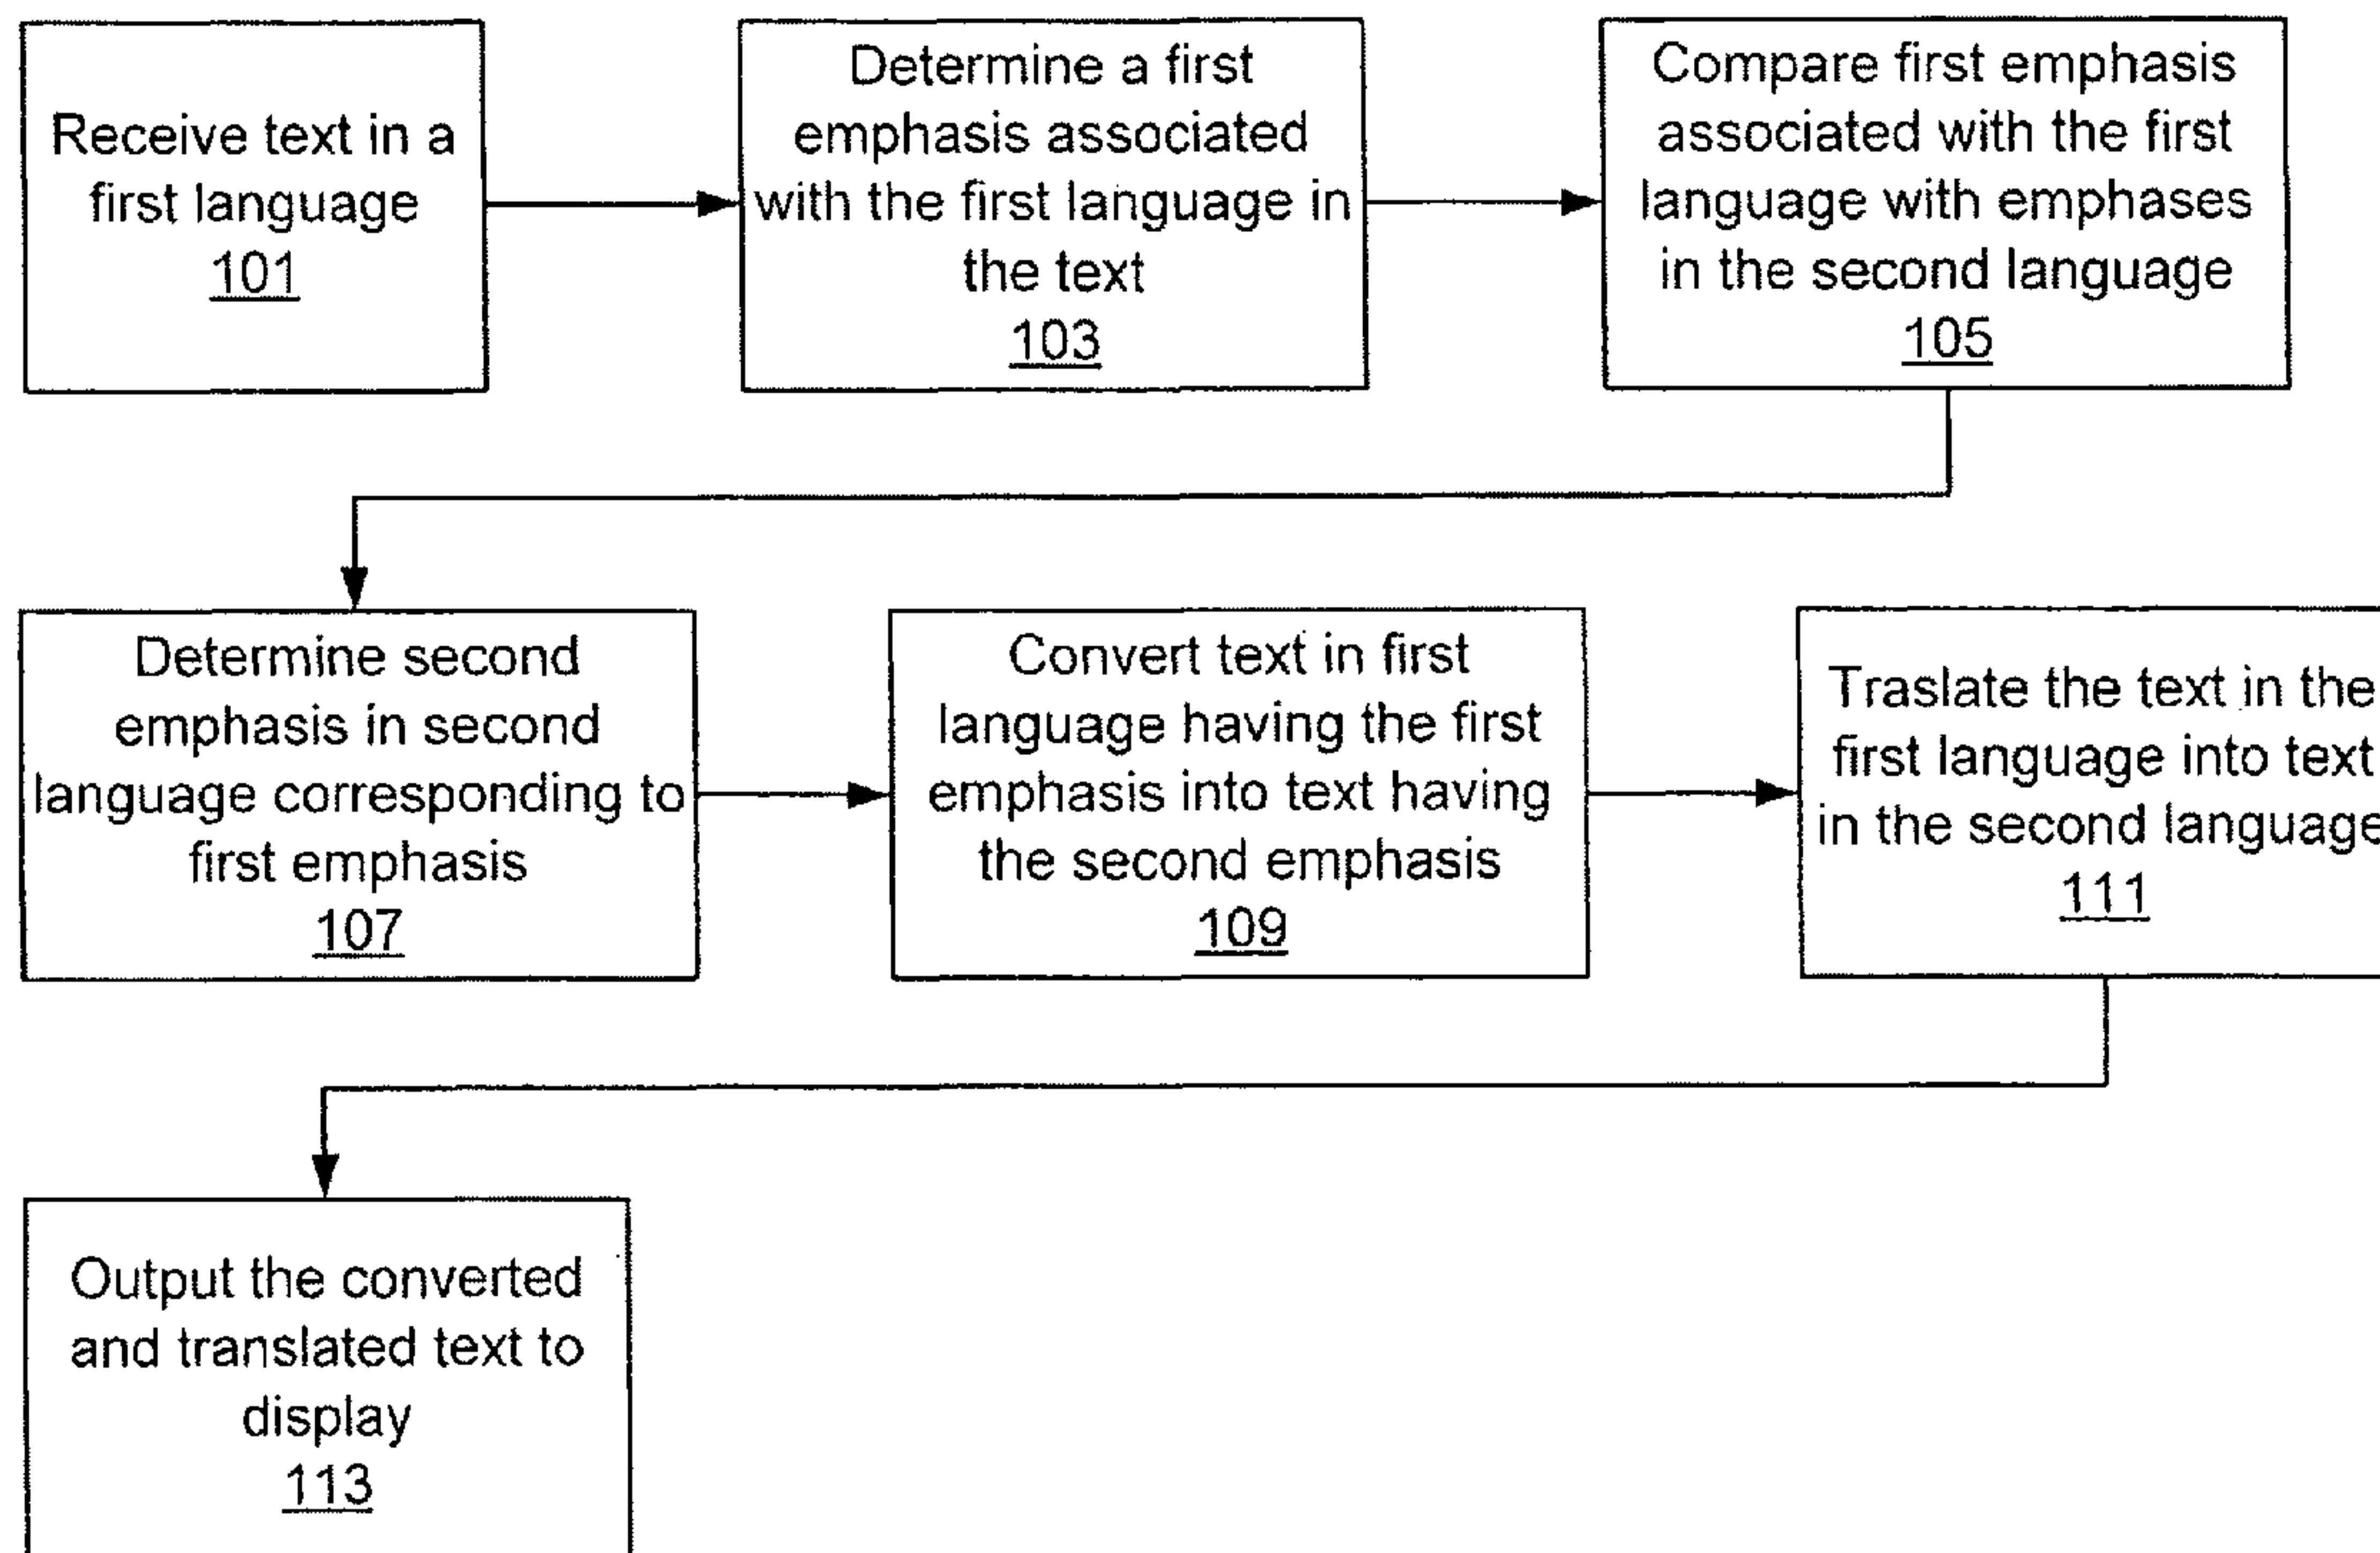 Receive text in a
first language
101
Determine a first
emphasis associated
with the first language in
the text
103
Compare first emphasis
associated with the first
language with emphases
in the second language
105
Determine second
emphasis in second
language corresponding to
first emphasis
107
Convert text in first
language having the first
emphasis into text having
the second emphasis
109
Traslate the text in the
first language into text
in the second language
111
Output the converted
and translated text to
display
113